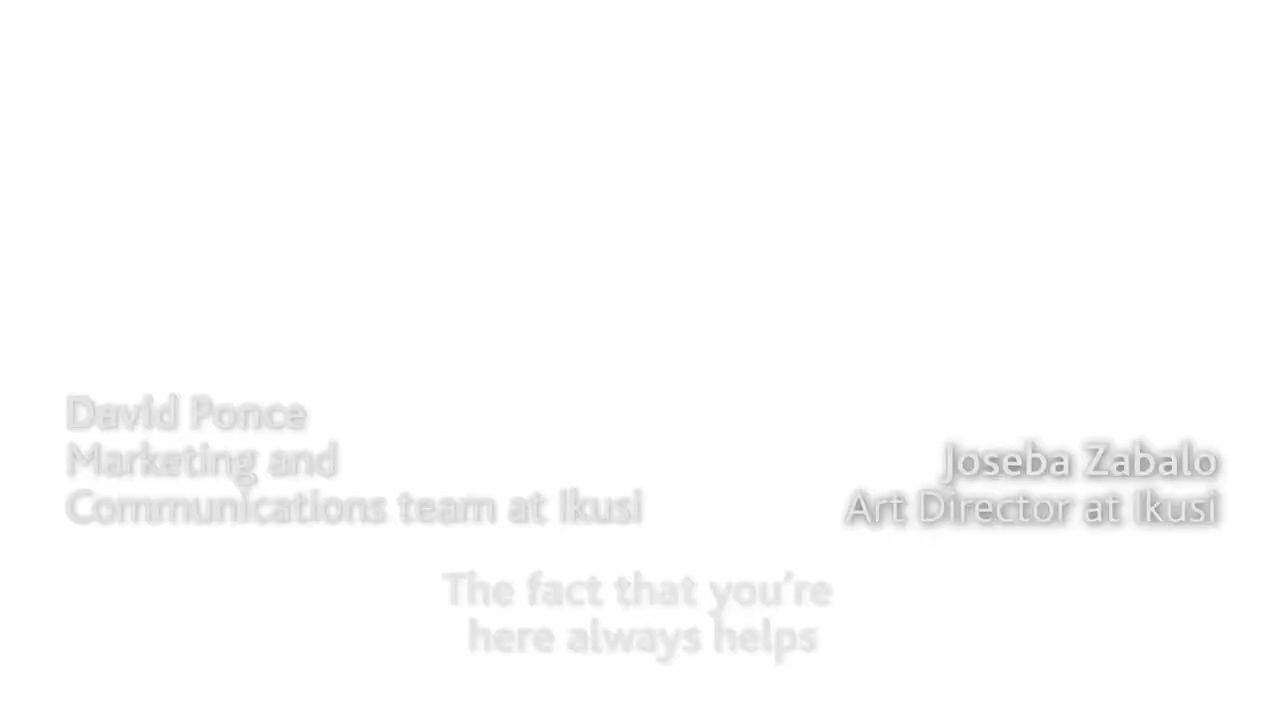 David Ponce
Marketing and
Communications team at Ikusi
Joseba Zabalo
Art Director at Ikusi
The fact that you’re
here always helps